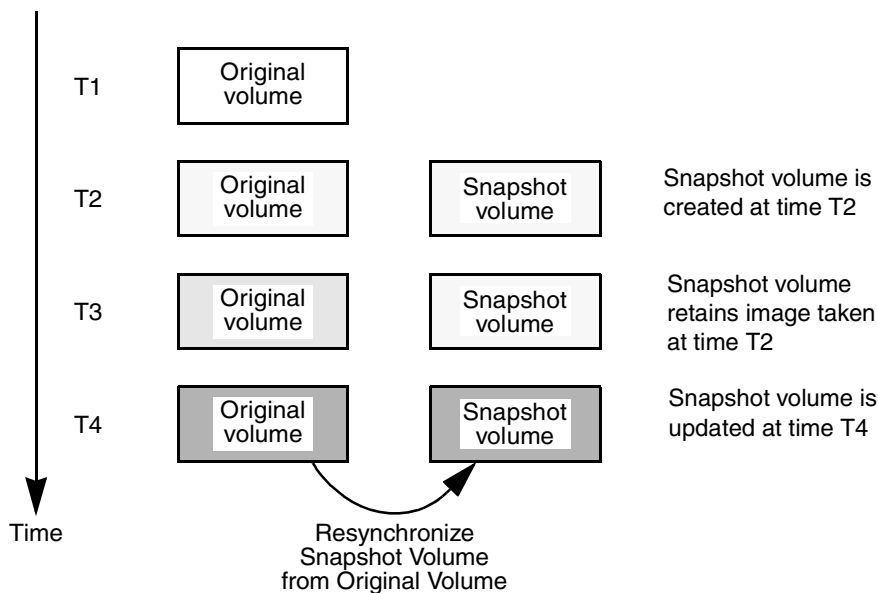 T1
Original
volume
T2
Original
volume
Snapshot
volume
Snapshot volume is
created at time T2
T3
Original
volume
Snapshot
volume
Snapshot volume
retains image taken
at time T2
T4
Original
volume
Snapshot
volume
Snapshot volume is
updated at time T4
Time
Resynchronize
Snapshot Volume
from Original Volume